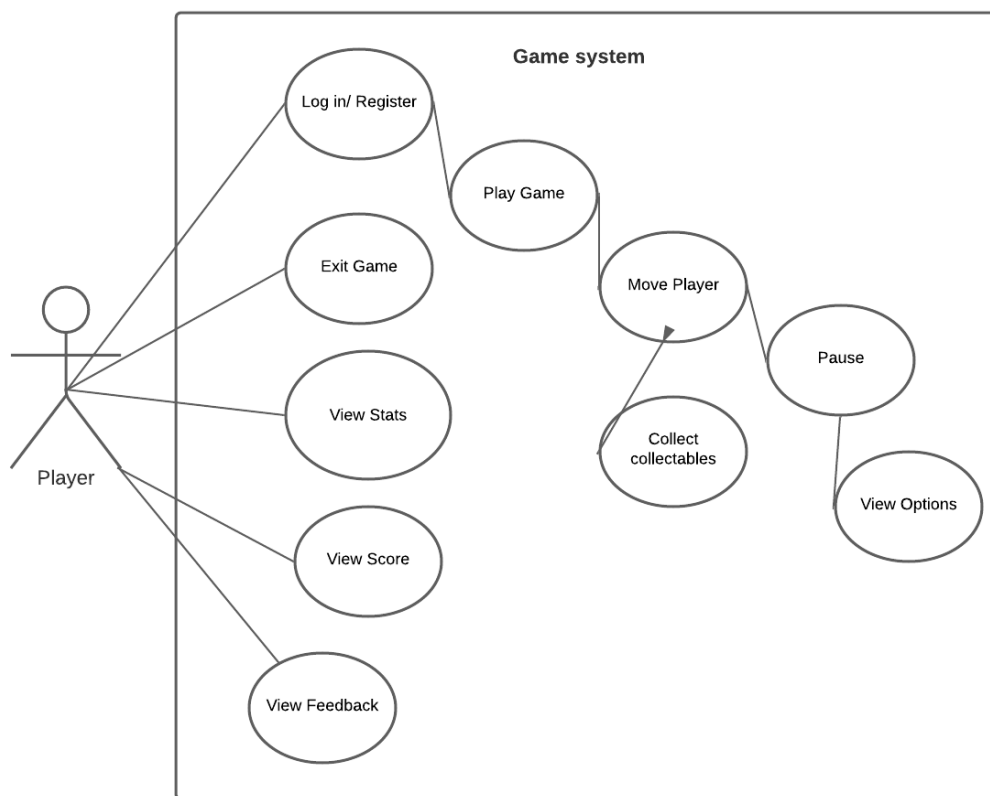 Game system
Log in/ Register
Play Game
Exit Game
Move Player
Pause
View Stats
Collect
collectables
Player
View Options
View Score
View Feedback